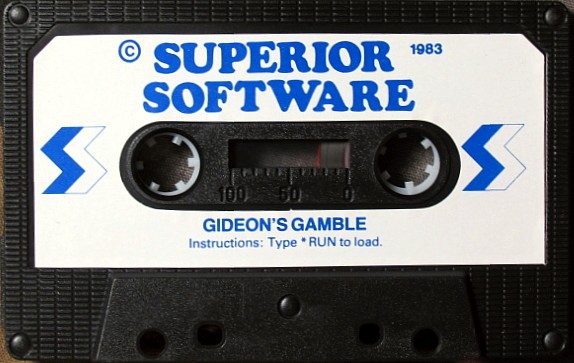 © SUPERIOR 1983
SOFTWARE
100 50 0
GIDEON'S GAMBLE
Instructions: Type *RUN to load.